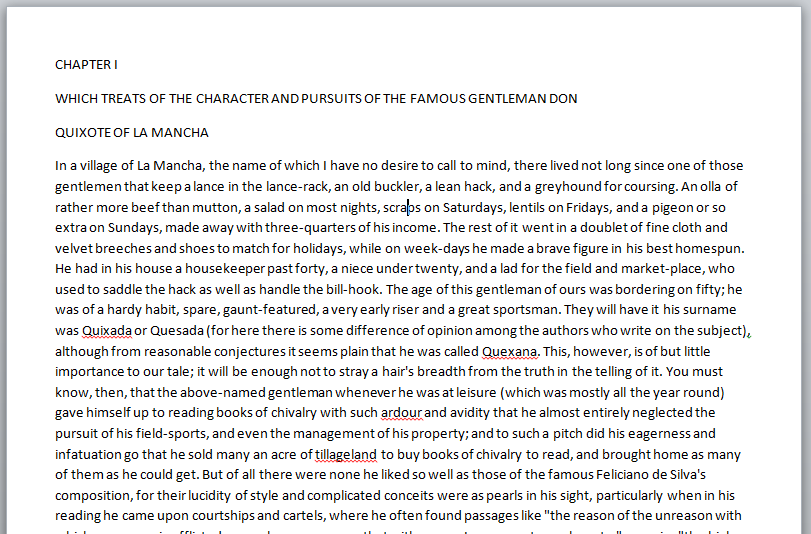 CHAPTER I
WHICH TREATS OF THE CHARACTER AND PURSUITS OF THE FAMOUS GENTLEMAN DON
QUIXOTE OF LA MANCHA
In a village of La Mancha, the name of which I have no desire to call to mind, there lived not long since one of those
gentlemen that keep a lance in the lance-rack, an old buckler, a lean hack, and a greyhound for coursing. An olla of
rather more beef than mutton, a salad on most nights, scraps on Saturdays, lentils on Fridays, and a pigeon or so
extra on Sundays, made away with three-quarters of his income. The rest of it went in a doublet of fine cloth and
velvet breeches and shoes to match for holidays, while on week-days he made a brave figure in his best homespun.
He had in his house a housekeeper past forty, a niece under twenty, and a lad for the field and market-place, who
used to saddle the hack as well as handle the bill-hook. The age of this gentleman of ours was bordering on fifty; he
was of a hardy habit, spare, gaunt-featured, a very early riser and a great sportsman. They will have it his surname
was Quixada or Quesada (for here there is some difference of opinion among the authors who write on the subject),
although from reasonable conjectures it seems plain that he was called Quexana. This, however, is of but little
importance to our tale; it will be enough not to stray a hair's breadth from the truth in the telling of it. You must
know, then, that the above-named gentleman whenever he was at leisure (which was mostly all the year round)
gave himself up to reading books of chivalry with such ardour and avidity that he almost entirely neglected the
pursuit of his field-sports, and even the management of his property; and to such a pitch did his eagerness and
infatuation go that he sold many an acre of tillageland to buy books of chivalry to read, and brought home as many
of them as he could get. But of all there were none he liked so well as those of the famous Feliciano de Silva's
composition, for their lucidity of style and complicated conceits were as pearls in his sight, particularly when in his
reading he came upon courtships and cartels, where he often found passages like "the reason of the unreason with